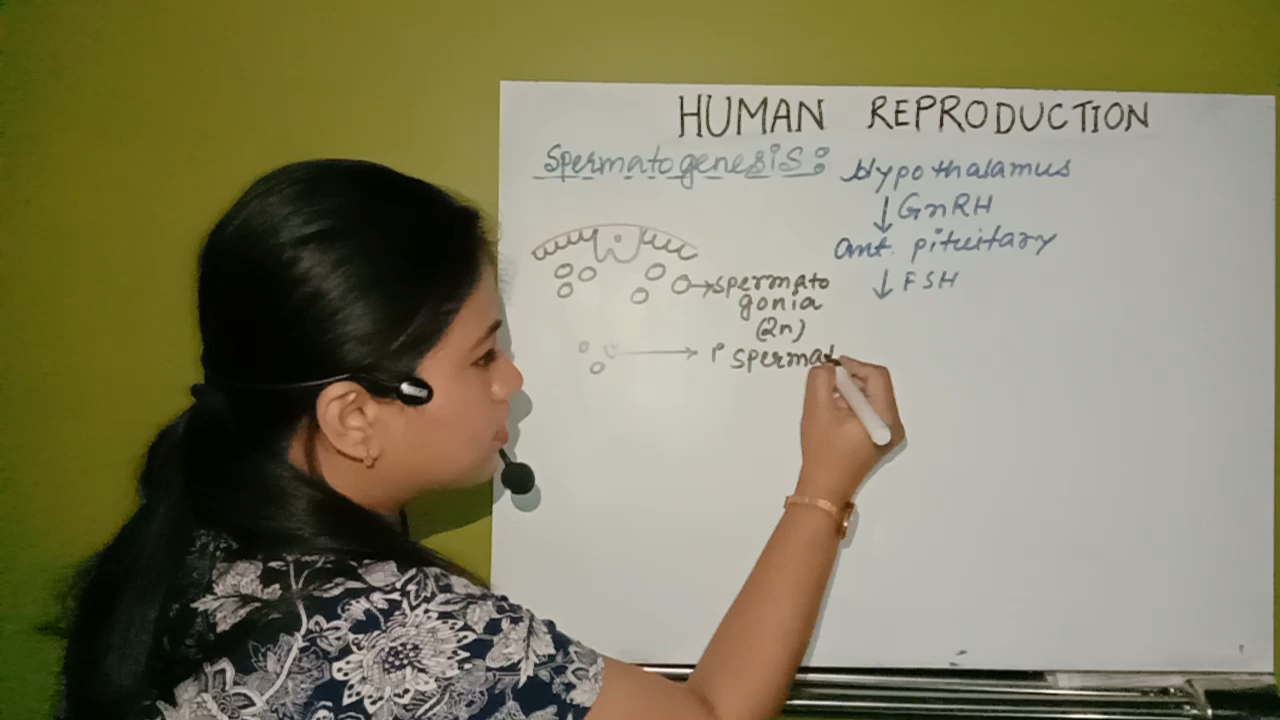 HUMAN REPRODUCTION
Spermatogenesis:
Hypothalamus
GnRH
Ant. pituitary
FSH
spermato
gonia
(2n)
1° spermat